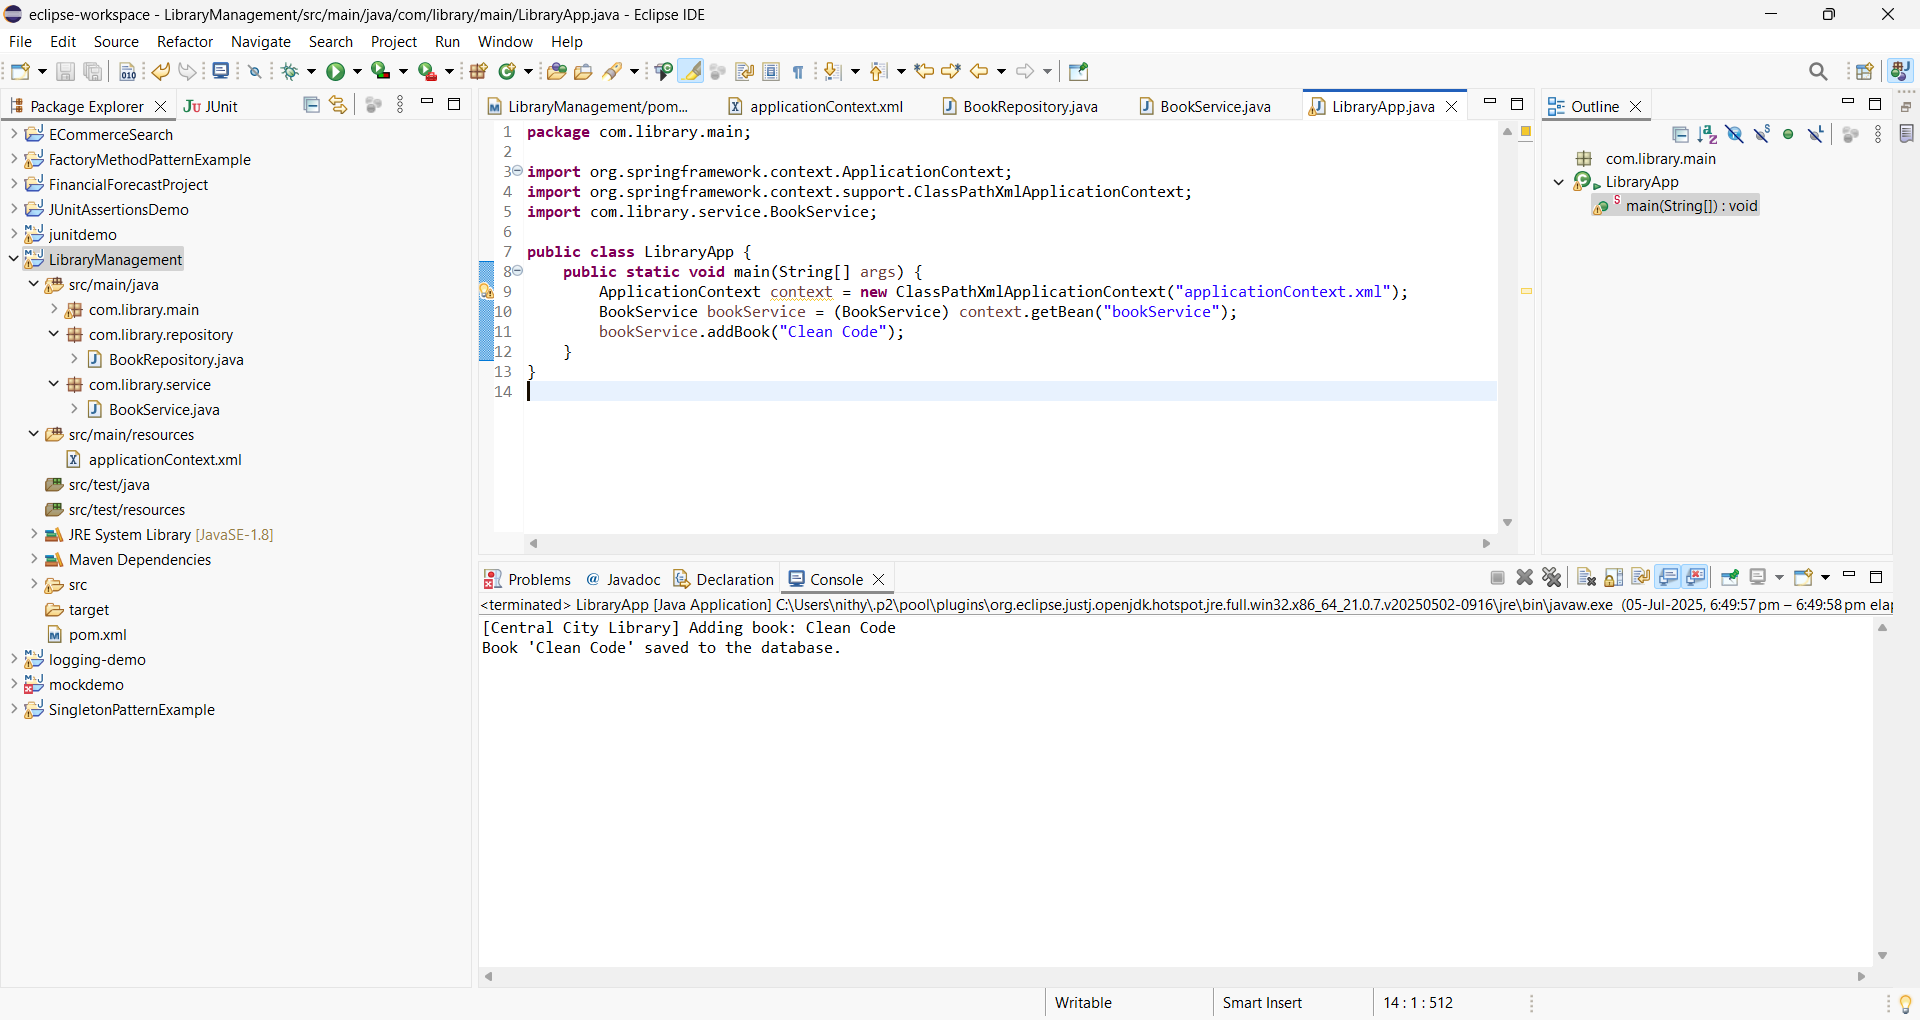 eclipse-workspace - LibraryManagement/src/main/java/com/library/main/LibraryApp.java - Eclipse IDE
File Edit Source Refactor Navigate Search Project Run Window Help
Package Explorer JUnit
ECommerceSearch
FactoryMethodPatternExample
FinancialForecastProject
JUnitAssertionsDemo
junitdemo
LibraryManagement
src/main/java
com.library.main
com.library.repository
BookRepository.java
com.library.service
BookService.java
src/main/resources
applicationContext.xml
src/test/java
src/test/resources
JRE System Library [JavaSE-1.8]
Maven Dependencies
src
target
pom.xml
logging-demo
mockdemo
SingletonPatternExample
LibraryManagement/pom... applicationContext.xml BookRepository.java BookService.java LibraryApp.java
1 package com.library.main;
2
3 import org.springframework.context.ApplicationContext;
4 import org.springframework.context.support.ClassPathXmlApplicationContext;
5 import com.library.service.BookService;
6
7 public class LibraryApp {
8 public static void main(String[] args) {
9 ApplicationContext context = new ClassPathXmlApplicationContext("applicationContext.xml");
10 BookService bookService = (BookService) context.getBean("bookService");
11 bookService.addBook("Clean Code");
12 }
13 }
14
Outline
com.library.main
LibraryApp
main(String[]) : void
Problems Javadoc Declaration Console
<terminated> LibraryApp [Java Application] C:\Users\nithy\.p2\pool\plugins\org.eclipse.justj.openjdk.hotspot.jre.full.win32.x86_64_21.0.7.v20250502-0916\jre\bin\javaw.exe (05-Jul-2025, 6:49:57 pm – 6:49:58 pm elap
[Central City Library] Adding book: Clean Code
Book 'Clean Code' saved to the database.
Writable Smart Insert 14 : 1 : 512